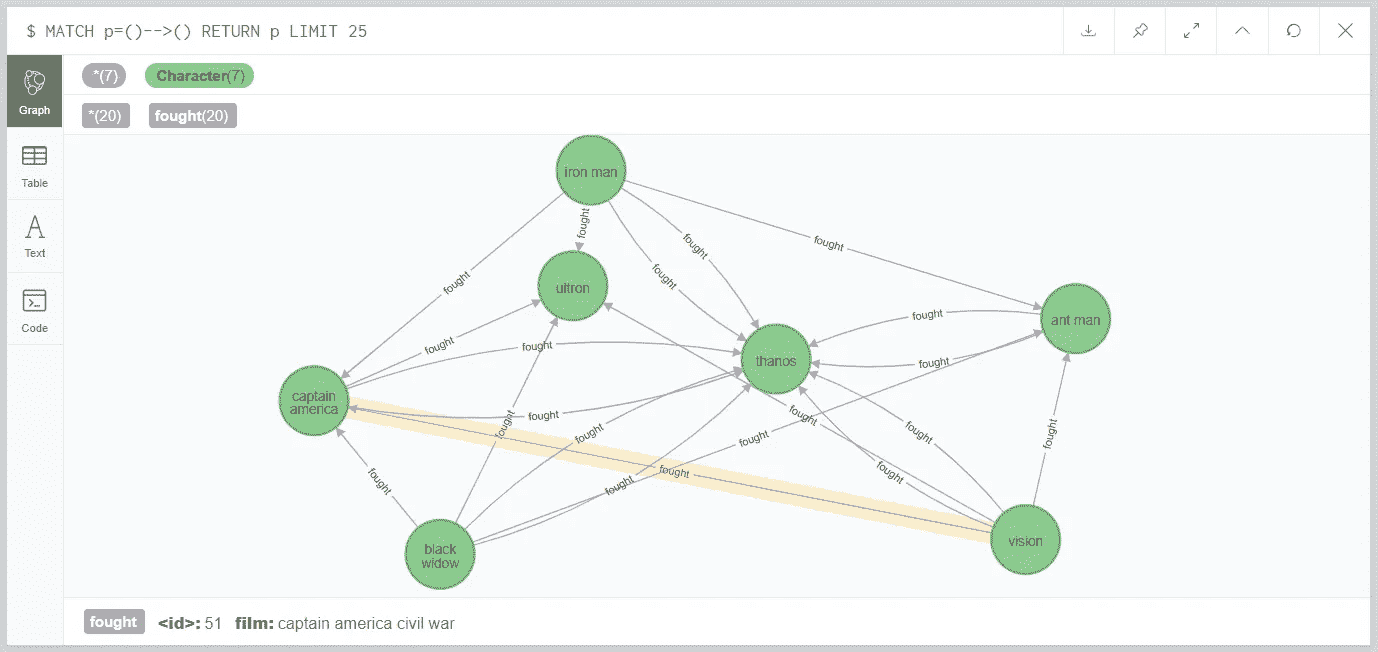 $ MATCH p=()-->() RETURN p LIMIT 25
*(7) Character(7)
*(20) fought(20)
Graph
Table
A
Text
Code
iron man
fought
fought
fought
fought
fought
ultron
ant man
fought
fought
fought
thanos
fought
captain
america
fought
fought
fought
fought
fought
fought
fought
fought
fought
fought
fought
vision
black
widow
fought <id>: 51 film: captain america civil war